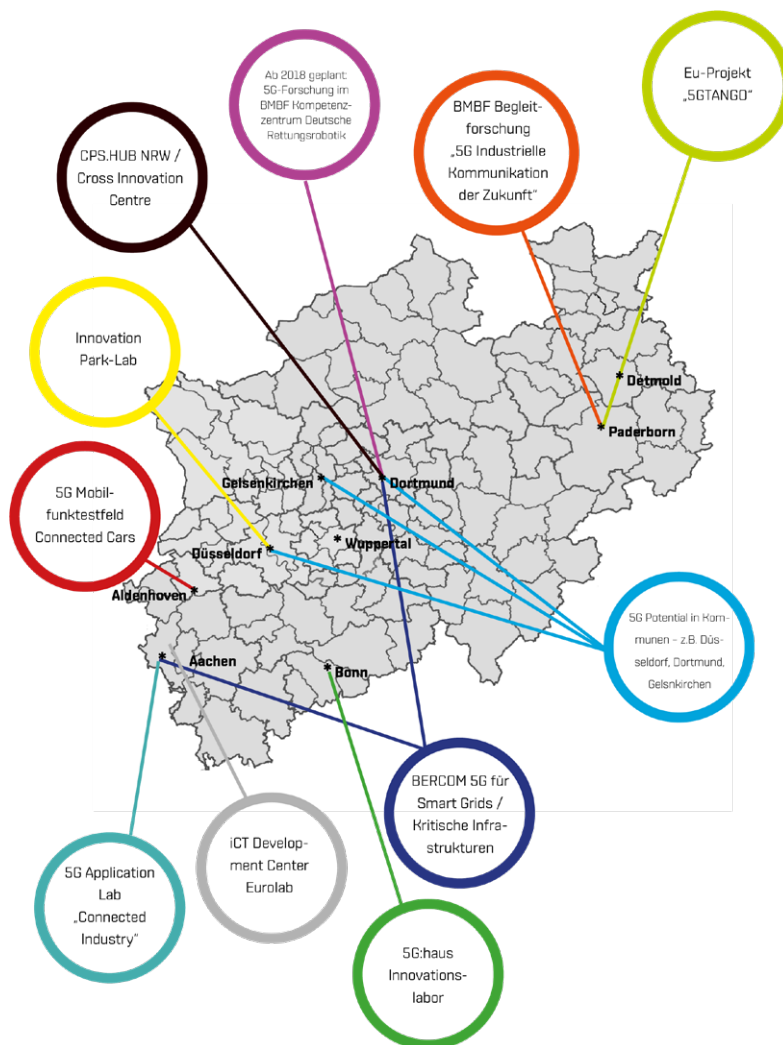 Eu-Projekt
„5GTANGO“
Ab 2018 geplant:
5G-Forschung im
BMBF Kompetenz-
zentrum Deutsche
Rettungsrobotik
BMBF Begleit-
forschung
„5G Industrielle
Kommunikation
der Zukunft“
CPS.HUB NRW /
Cross Innovation
Centre
Innovation
Park-Lab
Detmold
Paderborn
Gelsenkirchen
Dortmund
5G Mobil-
funktestfeld
Connected Cars
Wuppertal
Düsseldorf
Aldenhoven
5G Potential in Kom-
munen – z.B. Düs-
seldorf, Dortmund,
Gelsnkirchen
Aachen
Bonn
BERCOM 5G für
Smart Grids /
Kritische Infra-
strukturen
iCT Develop-
ment Center
Eurolab
5G Application
Lab
„Connected
Industry“
5G:haus
Innovations-
labor